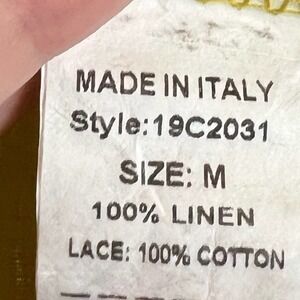 MADE IN ITALY
Style:19C2031
SIZE: M
100% LINEN
LACE: 100% COTTON